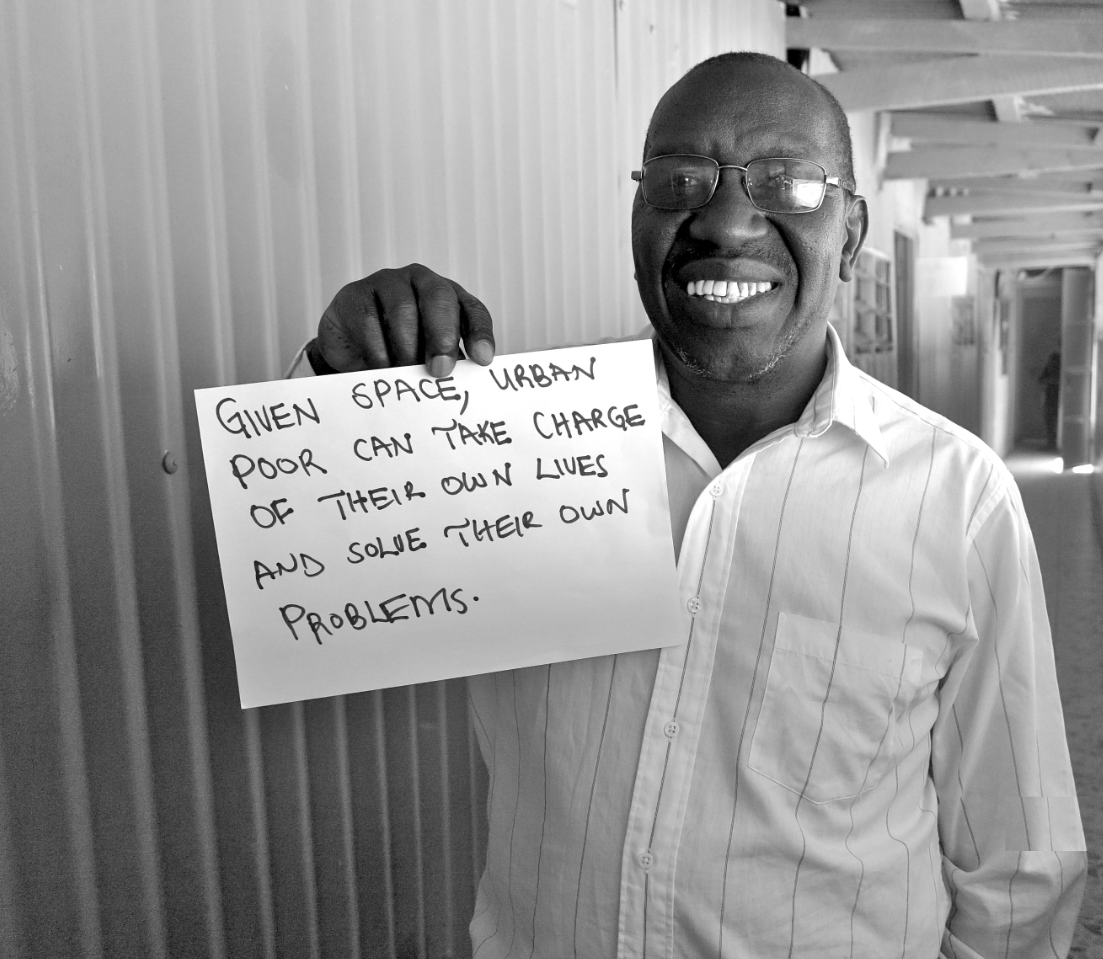 GIVEN SPACE, URBAN
POOR CAN TAKE CHARGE
OF THEIR OWN LIVES
AND SOLVE THEIR OWN
PROBLEMS.